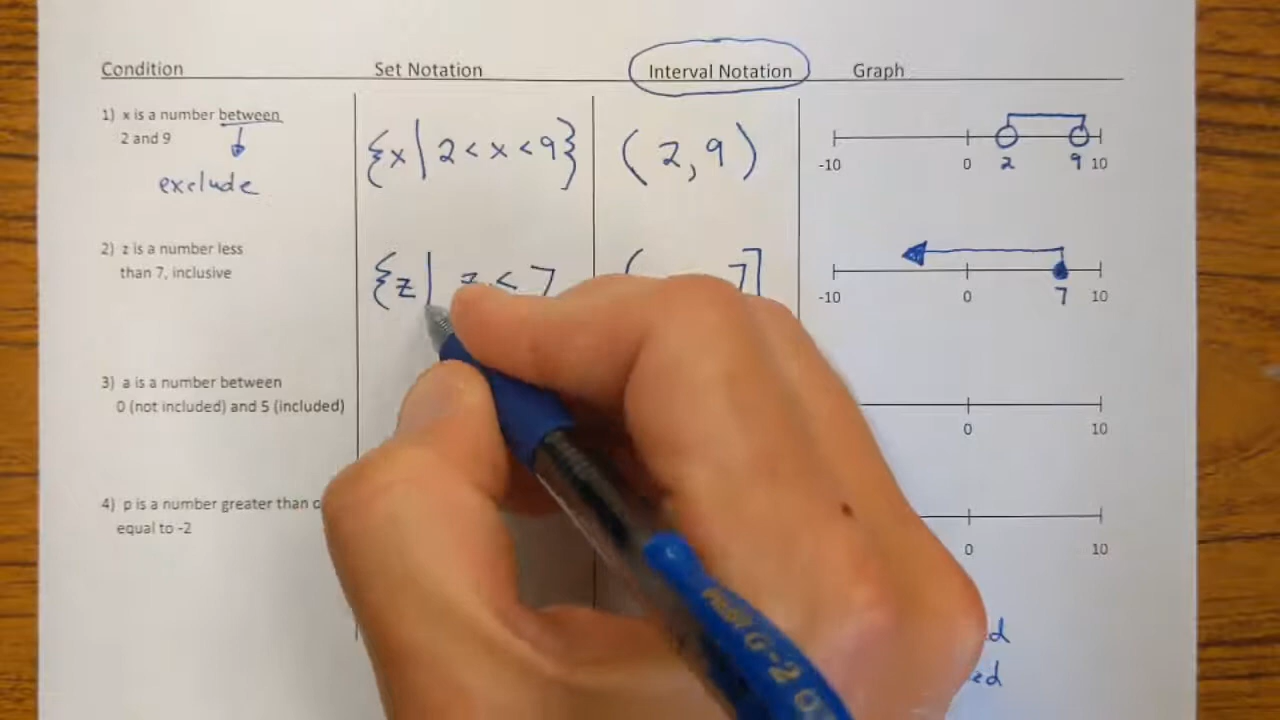 Condition Set Notation Interval Notation Graph
1) x is a number between
2 and 9
exclude
{x| 2 < x < 9}
(2, 9)
-10 0 2 9 10
2) z is a number less
than 7, inclusive
{z| z < 7
( 7]
-10 0 7 10
3) a is a number between
0 (not included) and 5 (included)
0 10
4) p is a number greater than
equal to -2
0 10
Pilot G-2